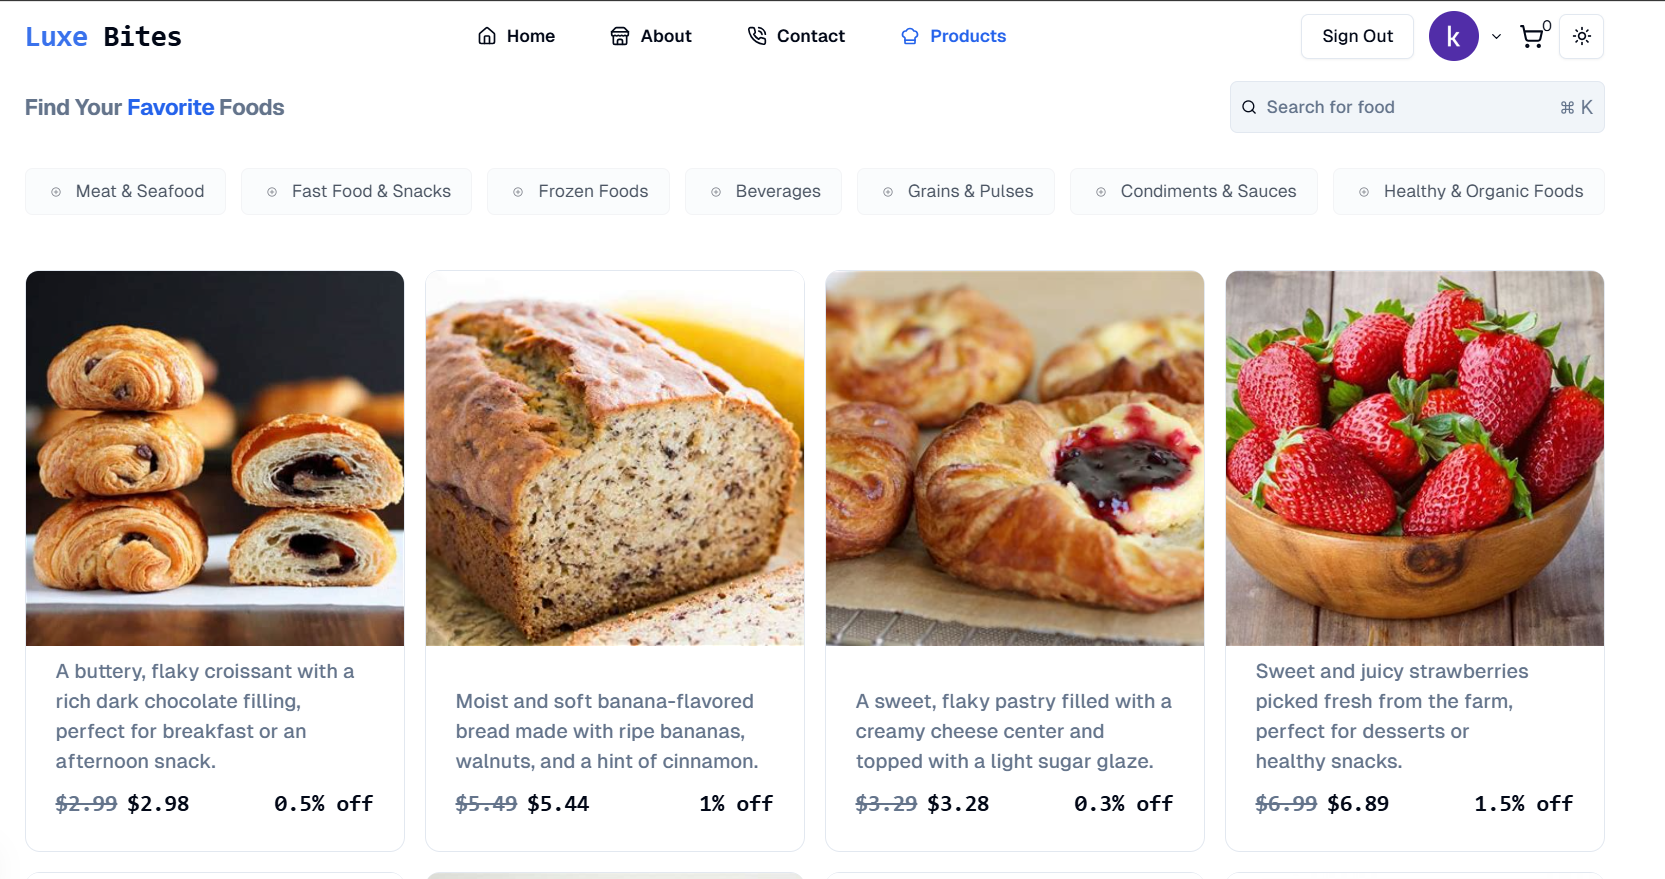 Luxe Bites
Home
About
Contact
Products
Sign Out
k
0
Find Your Favorite Foods
Search for food
⌘ K
Meat & Seafood
Fast Food & Snacks
Frozen Foods
Beverages
Grains & Pulses
Condiments & Sauces
Healthy & Organic Foods
A buttery, flaky croissant with a
rich dark chocolate filling,
perfect for breakfast or an
afternoon snack.
$2.99 $2.98
0.5% off
Moist and soft banana-flavored
bread made with ripe bananas,
walnuts, and a hint of cinnamon.
$5.49 $5.44
1% off
A sweet, flaky pastry filled with a
creamy cheese center and
topped with a light sugar glaze.
$3.29 $3.28
0.3% off
Sweet and juicy strawberries
picked fresh from the farm,
perfect for desserts or
healthy snacks.
$6.99 $6.89
1.5% off